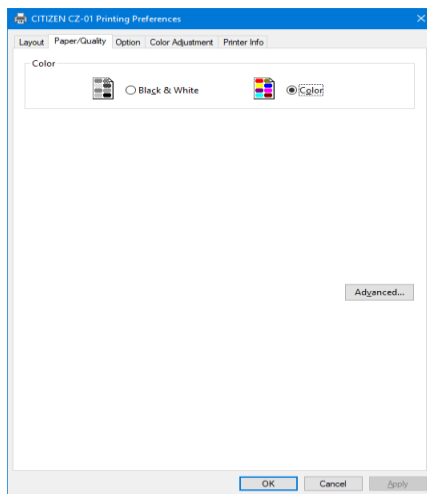 CITIZEN CZ-01 Printing Preferences
Layout Paper/Quality Option Color Adjustment Printer Info
Color
Black & White Color
Advanced...
OK Cancel Apply